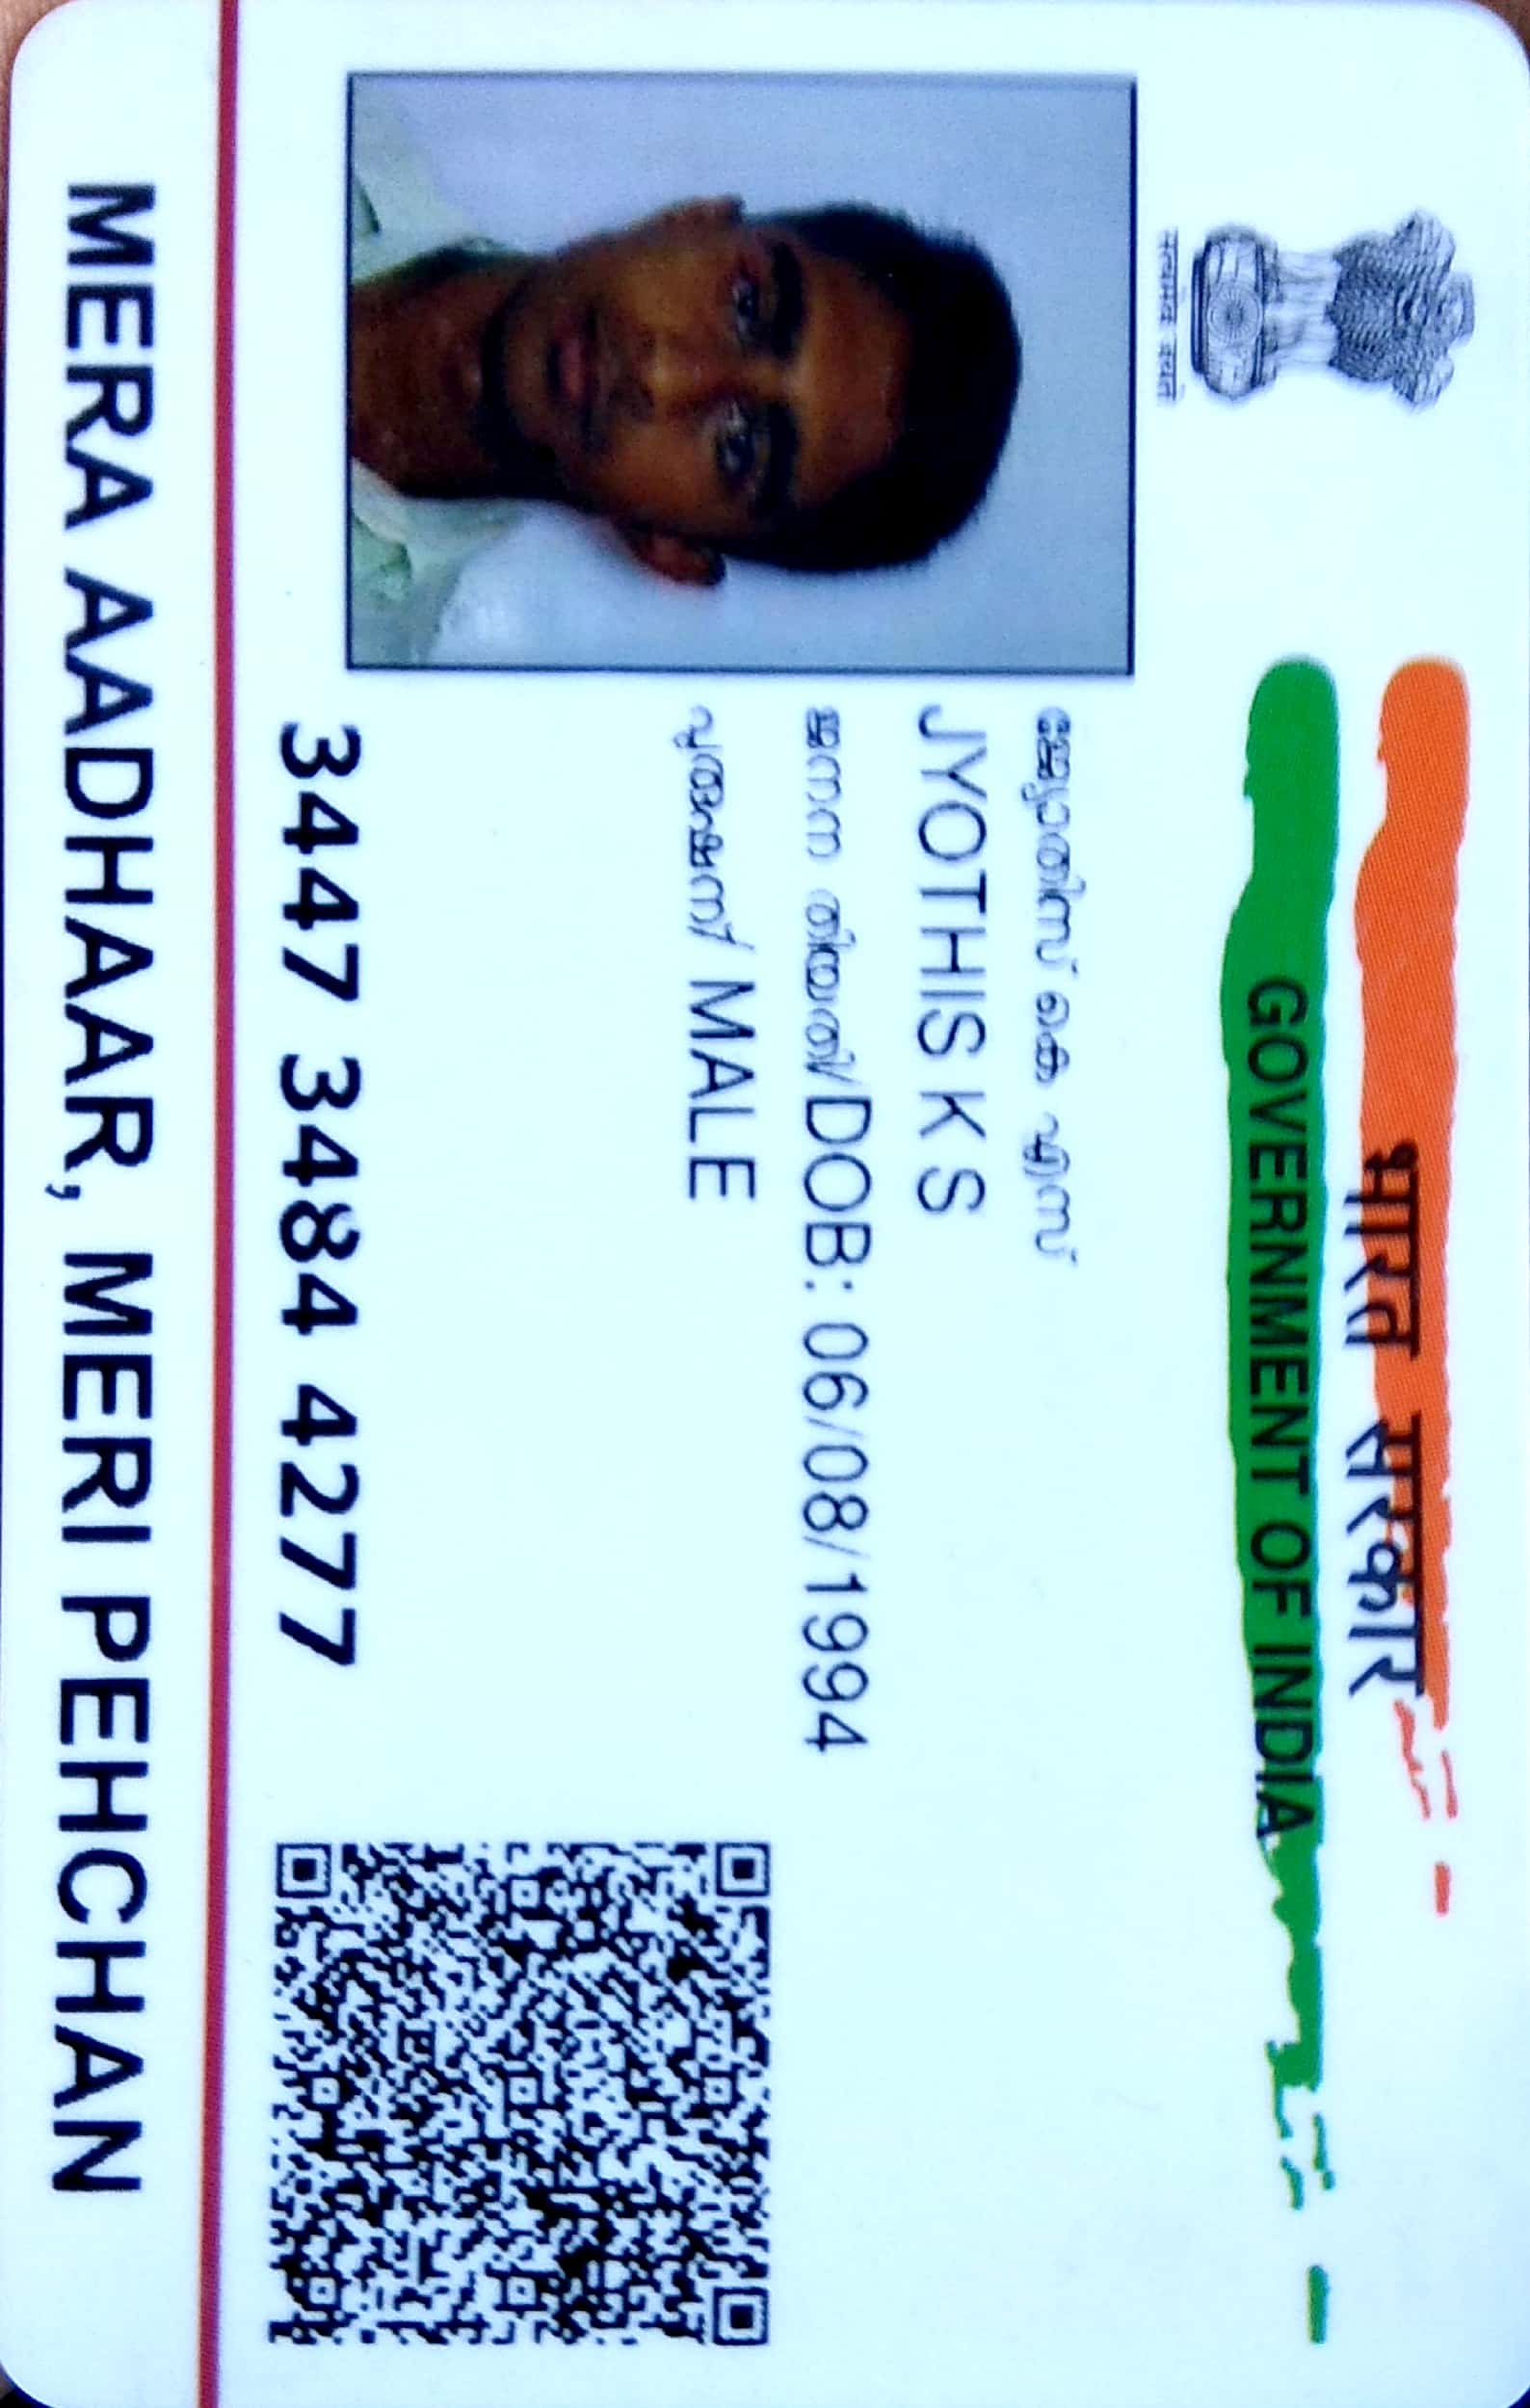 सत्यमेव जयते
भारत सरकार
GOVERNMENT OF INDIA
ജ്യോതിസ് കെ എസ്
JYOTHIS K S
ജനന തിയതി/DOB: 06/08/1994
പുരുഷന്/ MALE
3447 3484 4277
MERA AADHAAR, MERI PEHCHAN